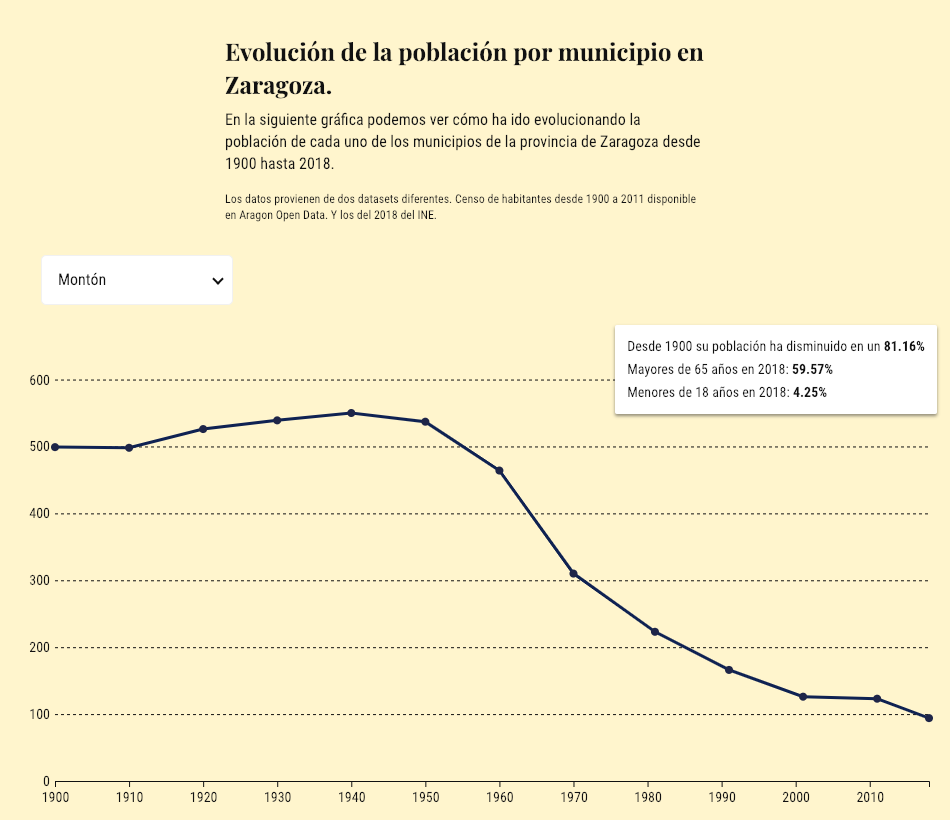 Evolución de la población por municipio en
Zaragoza.
En la siguiente gráfica podemos ver cómo ha ido evolucionando la
población de cada uno de los municipios de la provincia de Zaragoza desde
1900 hasta 2018.
Los datos provienen de dos datasets diferentes. Censo de habitantes desde 1900 a 2011 disponible
en Aragon Open Data. Y los del 2018 del INE.
Montón
Desde 1900 su población ha disminuido en un 81.16%
Mayores de 65 años en 2018: 59.57%
Menores de 18 años en 2018: 4.25%
600
500
400
300
200
100
0
1900 1910 1920 1930 1940 1950 1960 1970 1980 1990 2000 2010